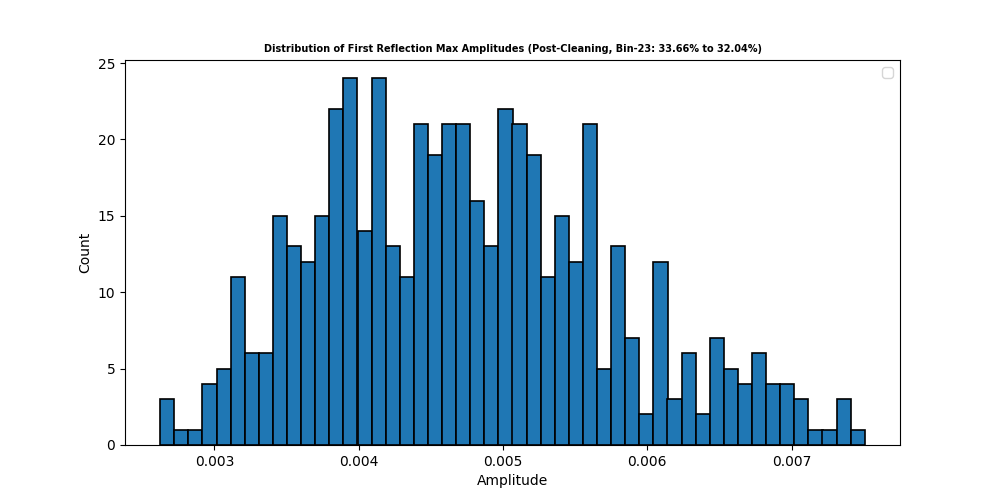 Distribution of First Reflection Max Amplitudes (Post-Cleaning, Bin-23: 33.66% to 32.04%)
25
20
15
10
5
0
Count
0.003 0.004 0.005 0.006 0.007
Amplitude